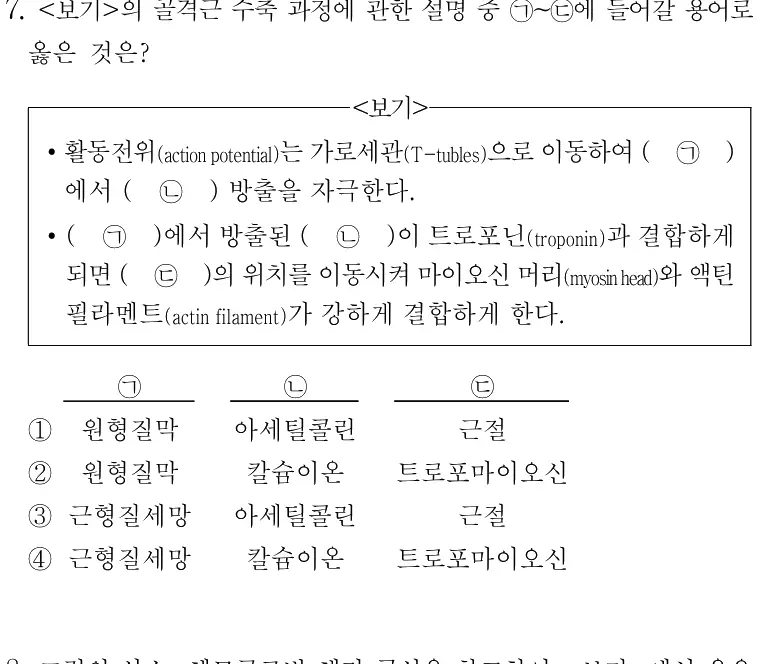 7. <보기>의 골격근 수축 과정에 관한 설명 중 ㉠~㉢에 들어갈 용어로
옳은 것은?
<보기>
• 활동전위(action potential)는 가로세관(T-tubles)으로 이동하여 ( ㉠ )
에서 ( ㉡ ) 방출을 자극한다.
• ( ㉠ )에서 방출된 ( ㉡ )이 트로포닌(troponin)과 결합하게
되면 ( ㉢ )의 위치를 이동시켜 마이오신 머리(myosin head)와 액틴
필라멘트(actin filament)가 강하게 결합하게 한다.
㉠ ㉡ ㉢
① 원형질막 아세틸콜린 근절
② 원형질막 칼슘이온 트로포마이오신
③ 근형질세망 아세틸콜린 근절
④ 근형질세망 칼슘이온 트로포마이오신